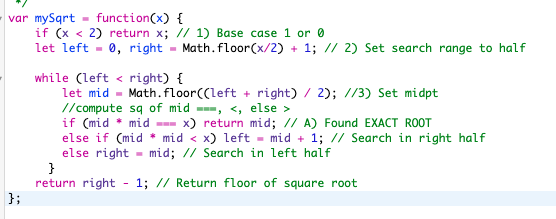 */
var mySqrt = function(x) {
    if (x < 2) return x; // 1) Base case 1 or 0
    let left = 0, right = Math.floor(x/2) + 1; // 2) Set search range to half

    while (left < right) {
        let mid = Math.floor((left + right) / 2); //3) Set midpt
        //compute sq of mid ===, <, else >
        if (mid * mid === x) return mid; // A) Found EXACT ROOT
        else if (mid * mid < x) left = mid + 1; // Search in right half
        else right = mid; // Search in left half
      }
    return right - 1; // Return floor of square root
};